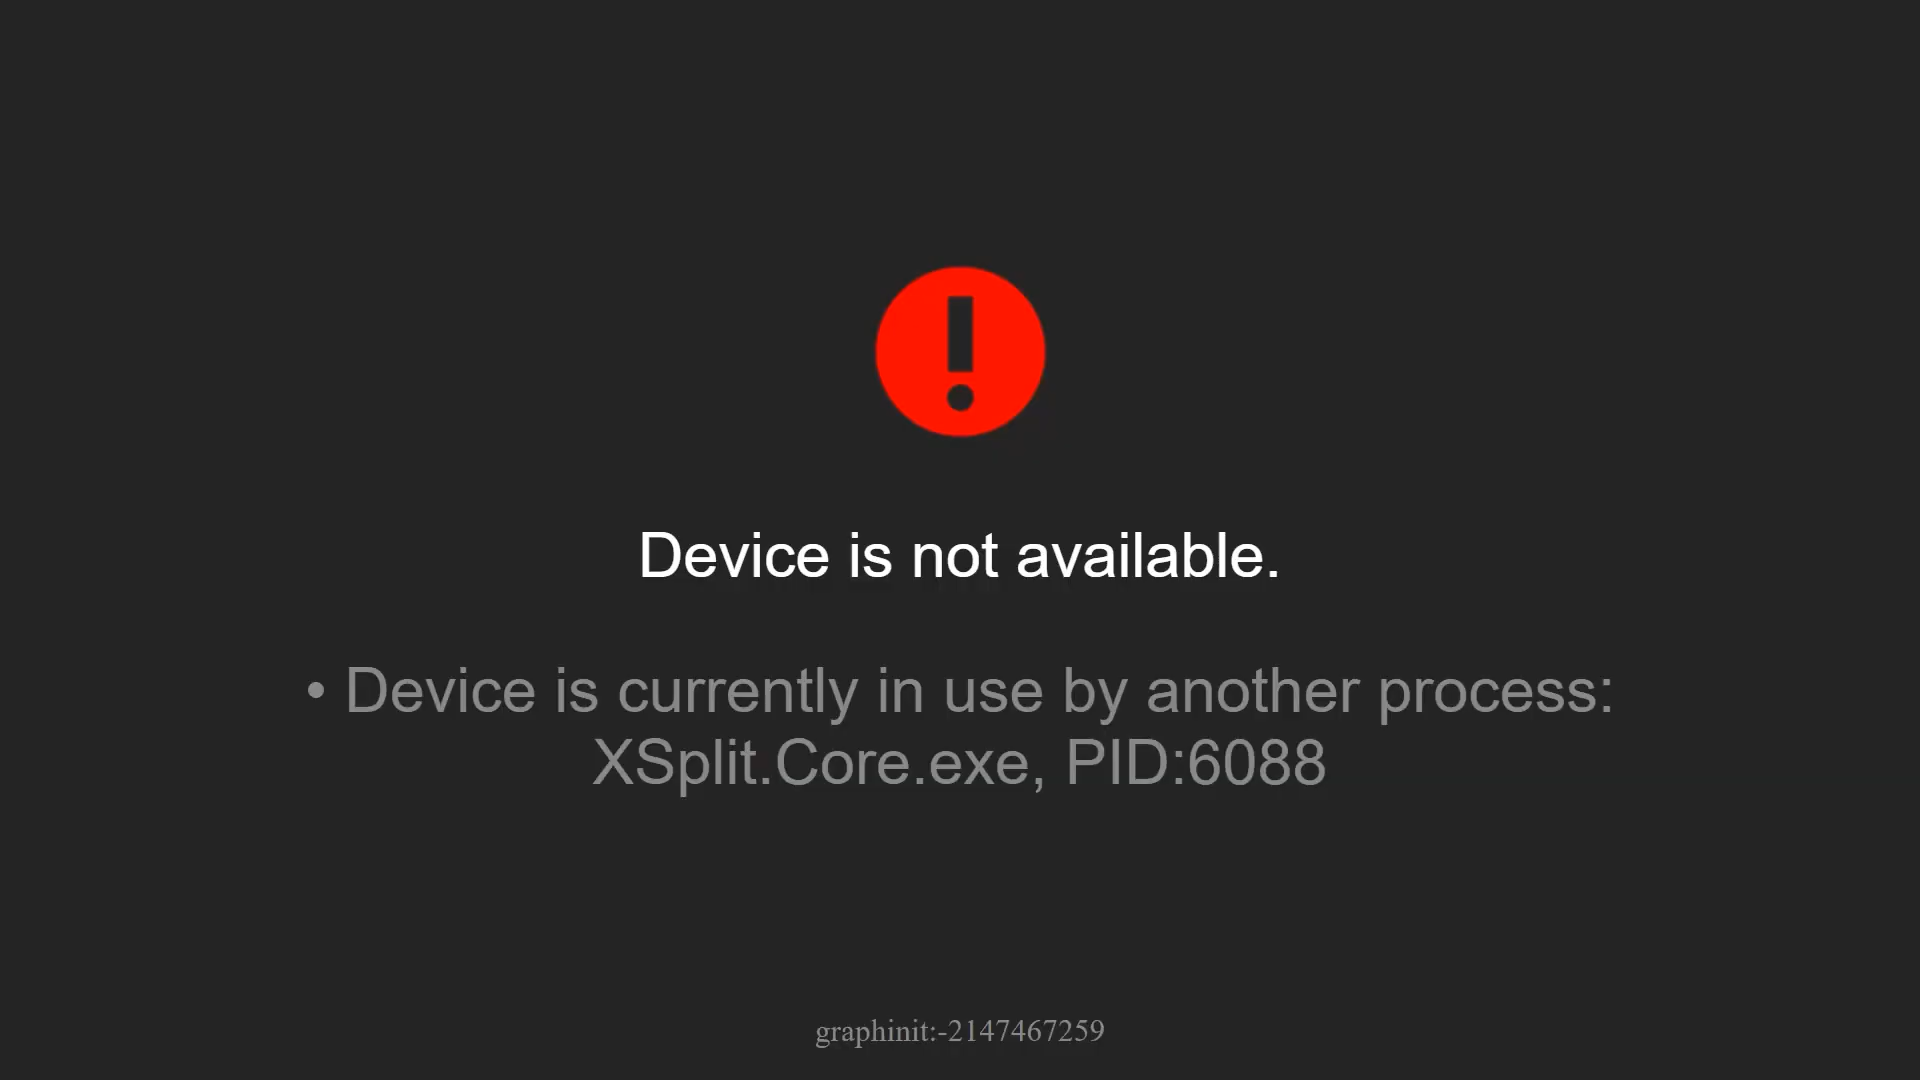 Device is not available.
• Device is currently in use by another process:
XSplit.Core.exe, PID:6088
graphinit:-2147467259